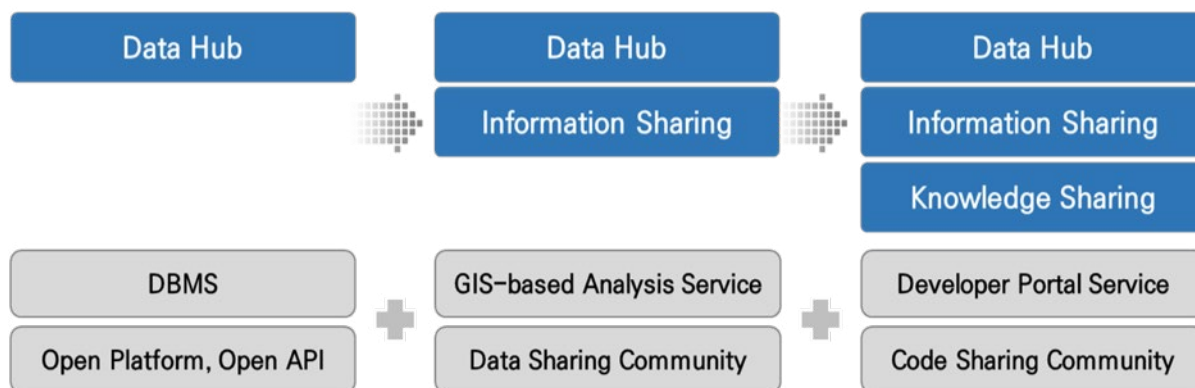 Data Hub
Data Hub
Information Sharing
Data Hub
Information Sharing
Knowledge Sharing
DBMS
Open Platform, Open API
GIS-based Analysis Service
Data Sharing Community
Developer Portal Service
Code Sharing Community